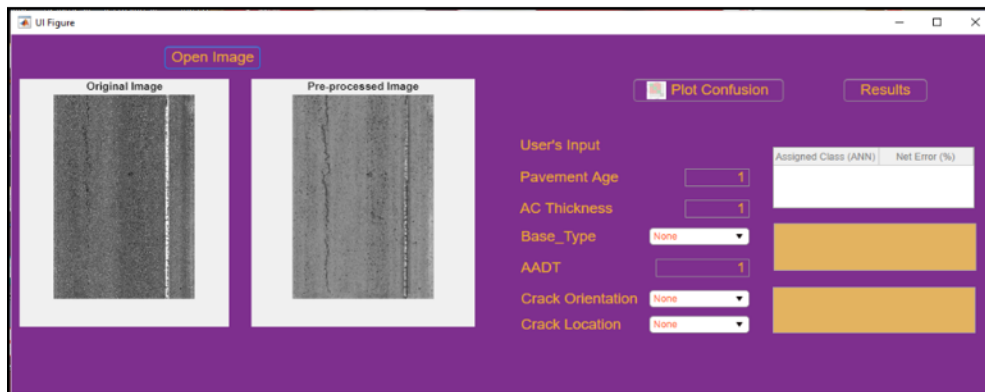 UI Figure
Open Image
Original Image
Pre-processed Image
Plot Confusion
Results
User's Input
Pavement Age 1
AC Thickness 1
Base_Type None
AADT 1
Crack Orientation None
Crack Location None
Assigned Class (ANN) Net Error (%)